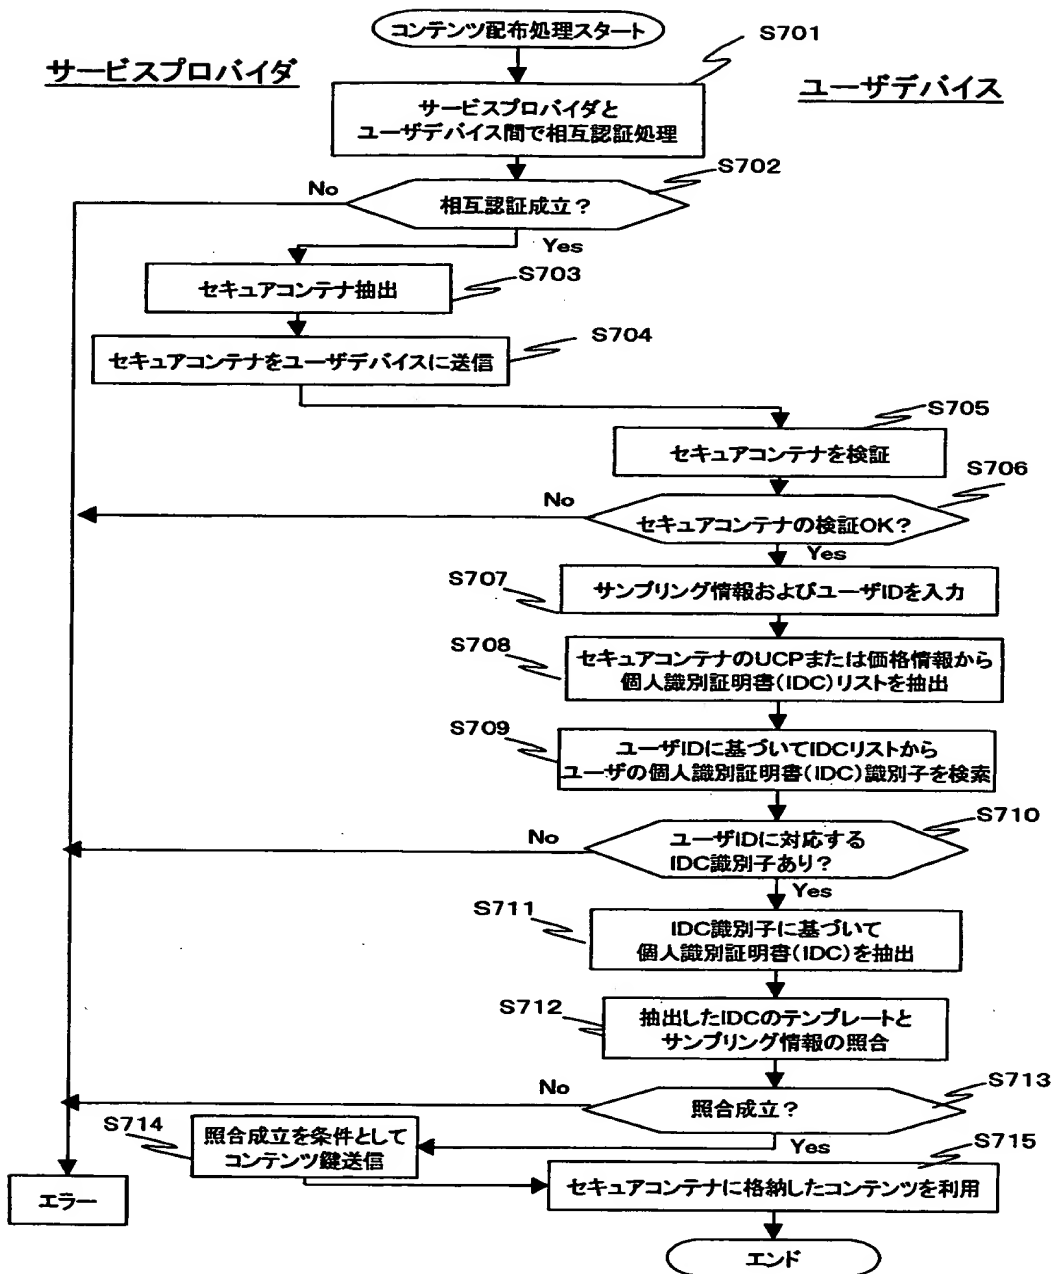 コンテンツ配布処理スタート
S701
サービスプロバイダ
ユーザデバイス
サービスプロバイダと
ユーザデバイス間で相互認証処理
S702
No
相互認証成立？
Yes
S703
セキュアコンテナ抽出
S704
セキュアコンテナをユーザデバイスに送信
S705
セキュアコンテナを検証
S706
No
セキュアコンテナの検証OK？
Yes
S707
サンプリング情報およびユーザIDを入力
S708
セキュアコンテナのUCPまたは価格情報から
個人識別証明書(IDC)リストを抽出
S709
ユーザIDに基づいてIDCリストから
ユーザの個人識別証明書(IDC)識別子を検索
S710
No
ユーザIDに対応する
IDC識別子あり？
Yes
S711
IDC識別子に基づいて
個人識別証明書(IDC)を抽出
S712
抽出したIDCのテンプレートと
サンプリング情報の照合
S713
No
照合成立？
Yes
S714
照合成立を条件として
コンテンツ鍵送信
S715
セキュアコンテナに格納したコンテンツを利用
エラー
エンド